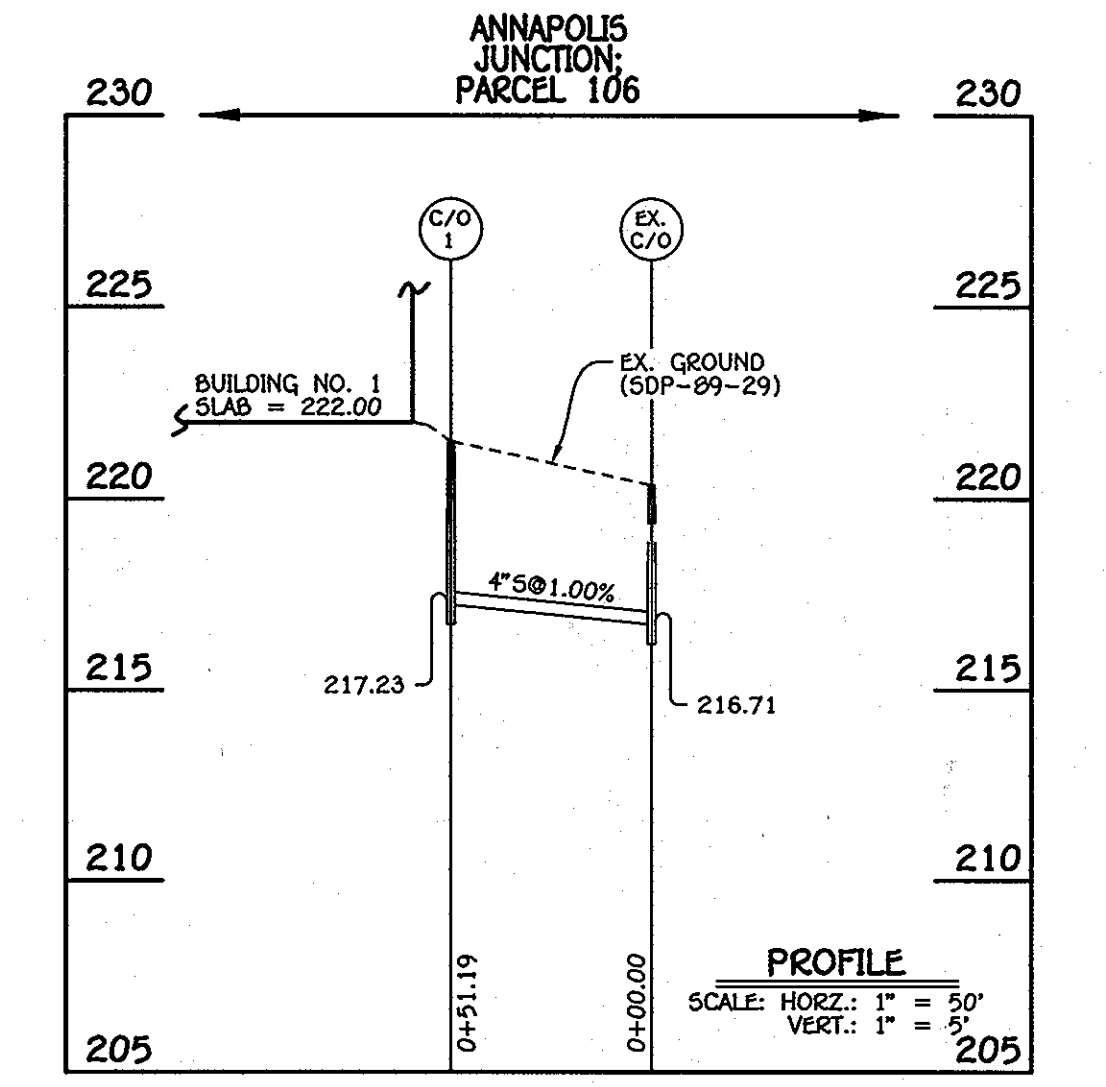 ANNAPOLIS
JUNCTION;
PARCEL 106
230
230
C/O
1
EX.
C/O
225
225
EX. GROUND
(SDP-89-29)
BUILDING NO. 1
SLAB = 222.00
220
220
4"S@1.00%
215
215
217.23
216.71
210
210
0+51.19
0+00.00
PROFILE
SCALE: HORZ.: 1" = 50'
VERT.: 1" = 5'
205
205